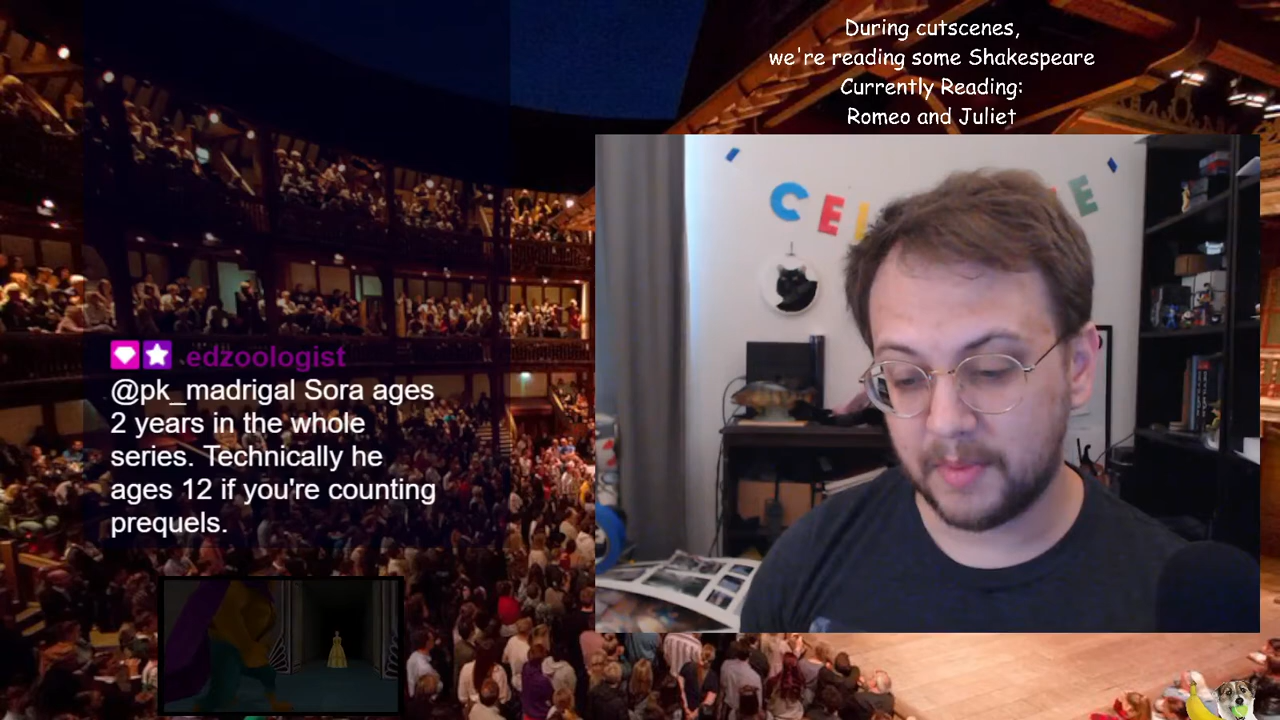 During cutscenes,
we're reading some Shakespeare
Currently Reading:
Romeo and Juliet
CEL
E
edzoologist
@pk_madrigal Sora ages
2 years in the whole
series. Technically he
ages 12 if you're counting
prequels.